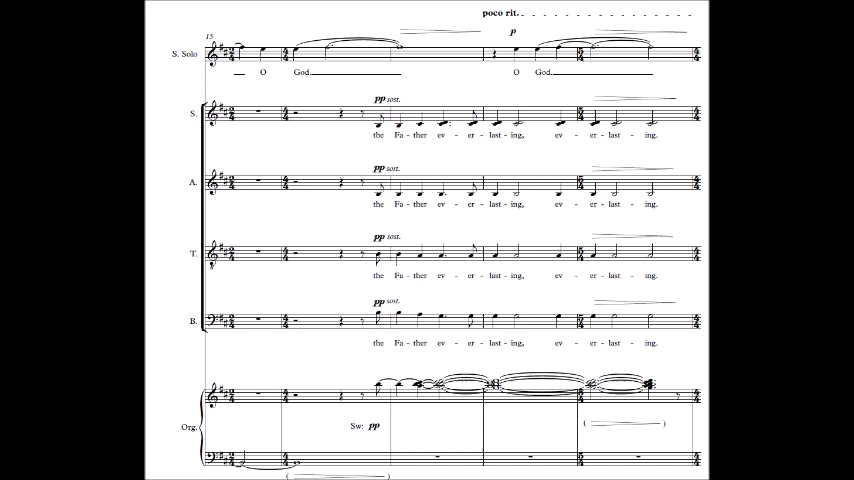 poco rit.
15
p
S. Solo
O God. O God.
pp sost.
S.
the Fa - ther ev - er - last - ing, ev - er - last - ing.
pp sost.
A.
the Fa - ther ev - er - last - ing, ev - er - last - ing.
pp sost.
T.
the Fa - ther ev - er - last - ing, ev - er - last - ing.
pp sost.
B.
the Fa - ther ev - er - last - ing, ev - er - last - ing.
Sw: pp
Org.